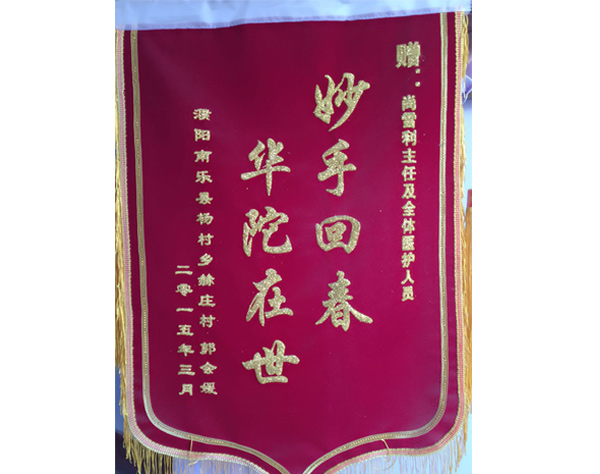 赠：尚雪利主任及全体医护人员
妙手回春
华陀在世
濮阳南乐县杨村乡赫庄村 郭会缓
二零一五年三月